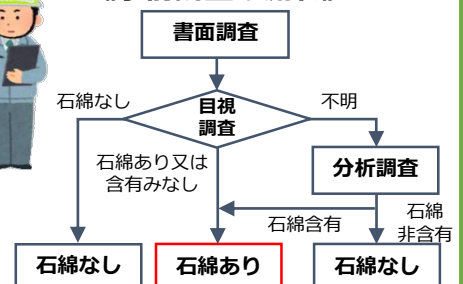 書面調査
石綿なし
目視
調査
不明
石綿あり又は
含有みなし
分析調査
石綿含有
石綿
非含有
石綿なし
石綿あり
石綿なし